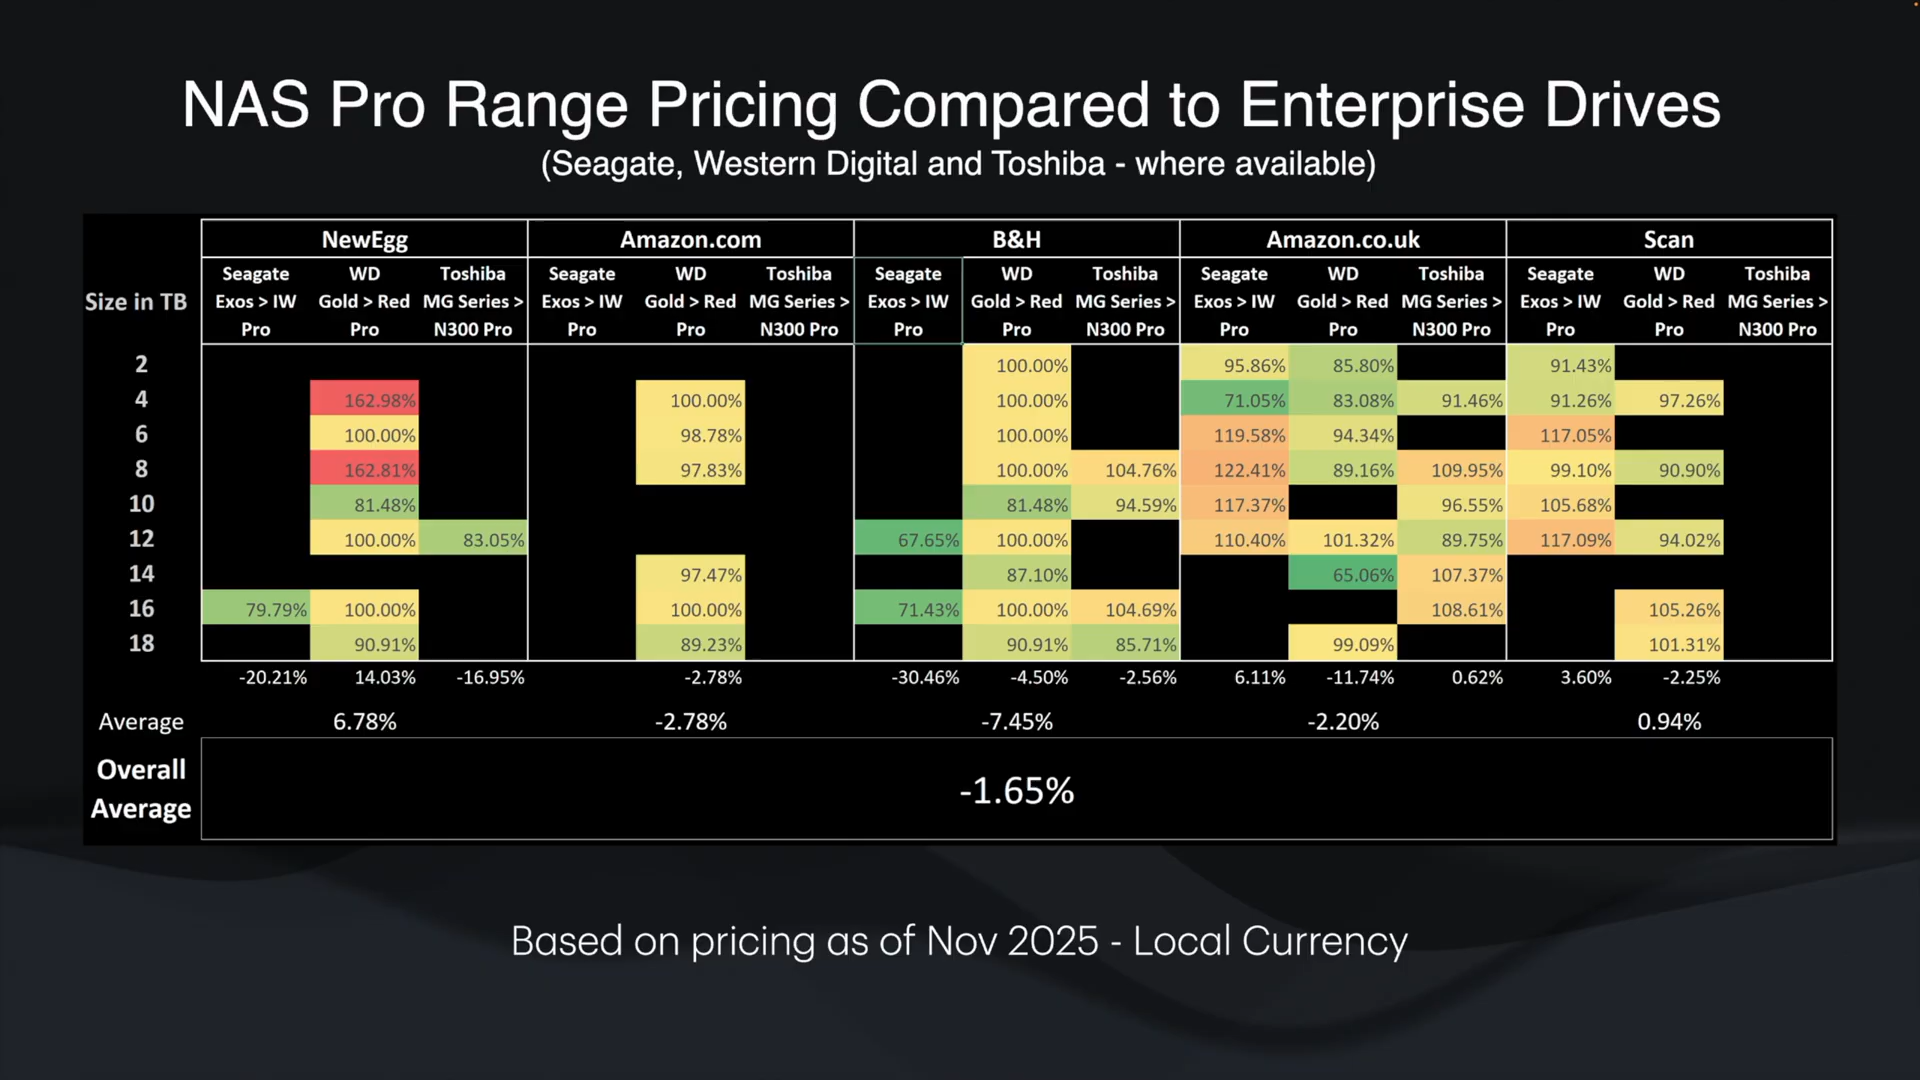 NAS Pro Range Pricing Compared to Enterprise Drives
(Seagate, Western Digital and Toshiba - where available)
NewEgg Amazon.com B&H Amazon.co.uk Scan
Seagate WD Toshiba Seagate WD Toshiba Seagate WD Toshiba Seagate WD Toshiba Seagate WD Toshiba
Size in TB Exos > IW Gold > Red MG Series > Exos > IW Gold > Red MG Series > Exos > IW Gold > Red MG Series > Exos > IW Gold > Red MG Series > Exos > IW Gold > Red MG Series >
Pro Pro N300 Pro Pro Pro N300 Pro Pro Pro N300 Pro Pro Pro N300 Pro Pro Pro N300 Pro
2 100.00% 95.86% 85.80% 91.43%
4 162.98% 100.00% 100.00% 71.05% 83.08% 91.46% 91.26% 97.26%
6 100.00% 98.78% 100.00% 119.58% 94.34% 117.05%
8 162.81% 97.83% 100.00% 104.76% 122.41% 89.16% 109.95% 99.10% 90.90%
10 81.48% 81.48% 94.59% 117.37% 96.55% 105.68%
12 100.00% 83.05% 67.65% 100.00% 110.40% 101.32% 89.75% 117.09% 94.02%
14 97.47% 87.10% 65.06% 107.37%
16 79.79% 100.00% 100.00% 71.43% 100.00% 104.69% 108.61% 105.26%
18 90.91% 89.23% 90.91% 85.71% 99.09% 101.31%
-20.21% 14.03% -16.95% -2.78% -30.46% -4.50% -2.56% 6.11% -11.74% 0.62% 3.60% -2.25%
Average 6.78% -2.78% -7.45% -2.20% 0.94%
Overall
Average
-1.65%
Based on pricing as of Nov 2025 - Local Currency